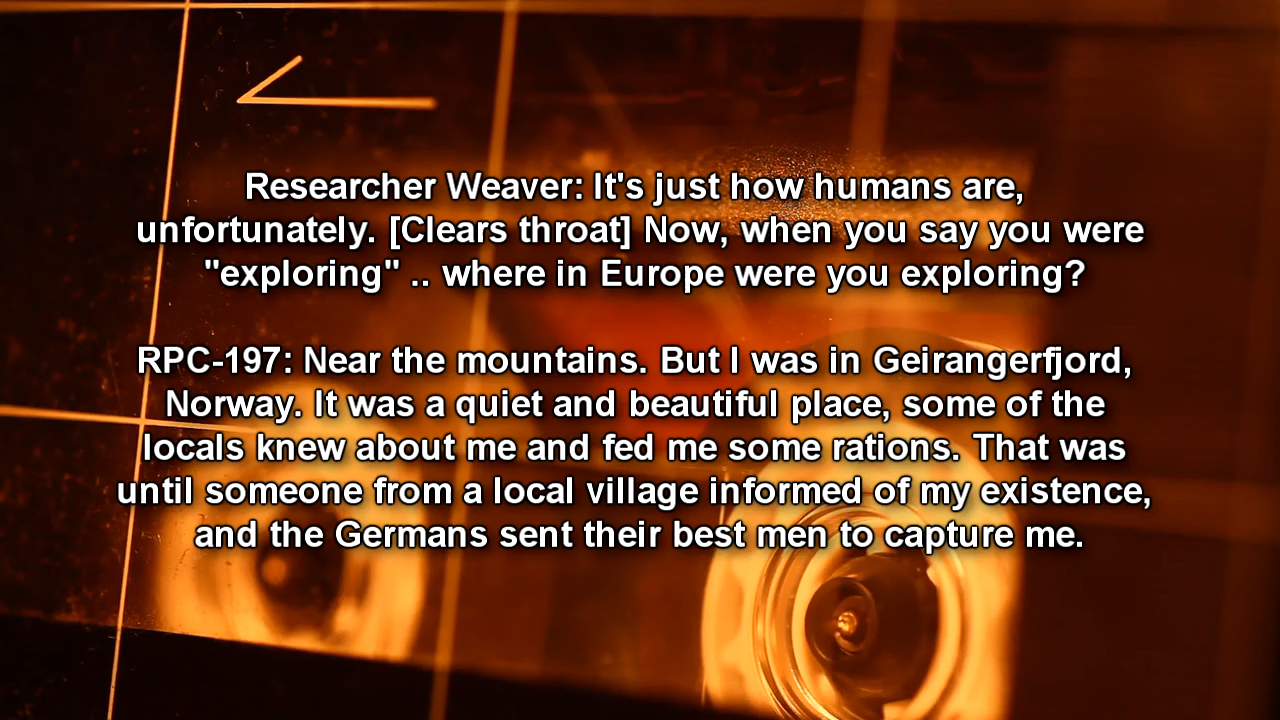 Researcher Weaver: It's just how humans are,
unfortunately. [Clears throat] Now, when you say you were
"exploring" .. where in Europe were you exploring?
RPC-197: Near the mountains. But I was in Geirangerfjord,
Norway. It was a quiet and beautiful place, some of the
locals knew about me and fed me some rations. That was
until someone from a local village informed of my existence,
and the Germans sent their best men to capture me.